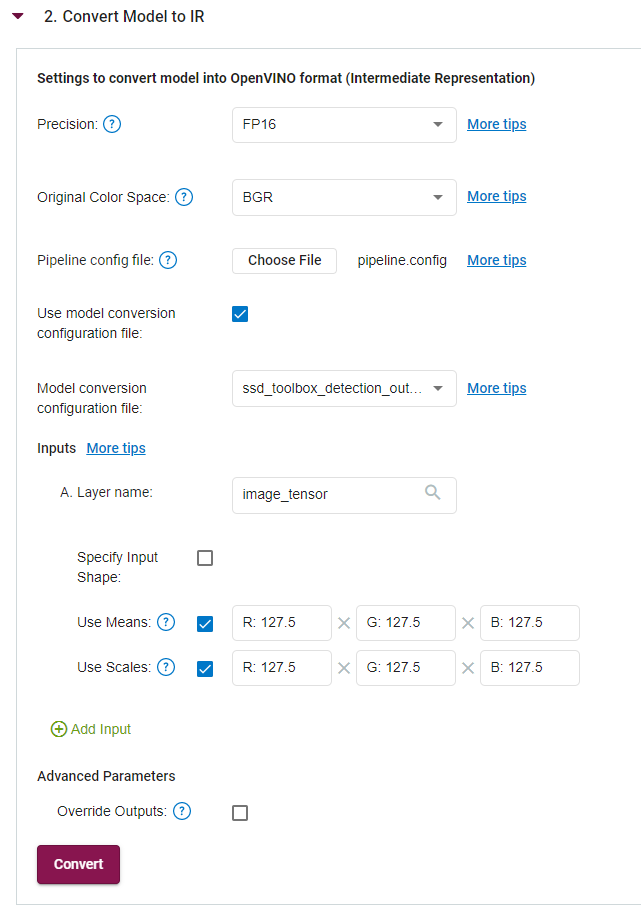 2. Convert Model to IR
Settings to convert model into OpenVINO format (Intermediate Representation)
Precision: ? FP16 More tips
Original Color Space: ? BGR More tips
Pipeline config file: ? Choose File pipeline.config More tips
Use model conversion
configuration file:
Model conversion
configuration file:
ssd_toolbox_detection_out... More tips
Inputs More tips
A. Layer name: image_tensor
Specify Input
Shape:
Use Means: ? R: 127.5 × G: 127.5 × B: 127.5
Use Scales: ? R: 127.5 × G: 127.5 × B: 127.5
Add Input
Advanced Parameters
Override Outputs: ?
Convert